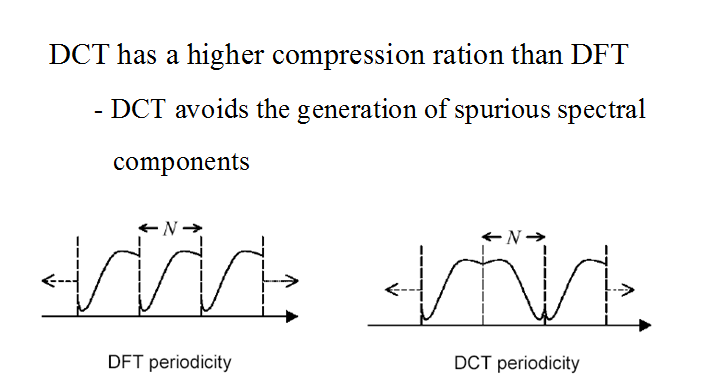 DCT has a higher compression ration than DFT
- DCT avoids the generation of spurious spectral
components
N
N
DFT periodicity
DCT periodicity